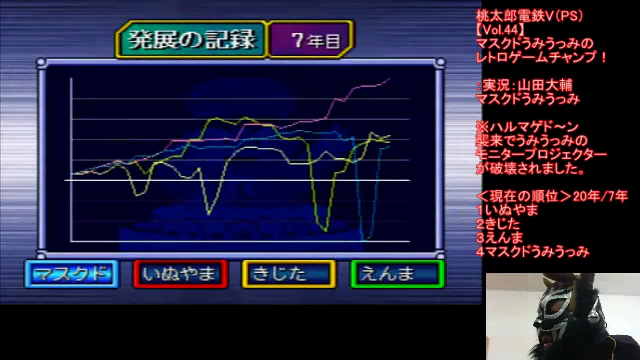 発展の記録
7年目
マスクド
いぬやま
きじた
えんま
桃太郎電鉄V(PS)
【Vol.44】
マスクドうみうっみの
レトロゲームチャンプ！
・実況：山田大輔
マスクドうみうっみ
※ハルマゲド～ン
襲来でうみうっみの
モニタープロジェクター
が破壊されました。
＜現在の順位＞20年/7年
1いぬやま
2きじた
3えんま
4マスクドうみうっみ